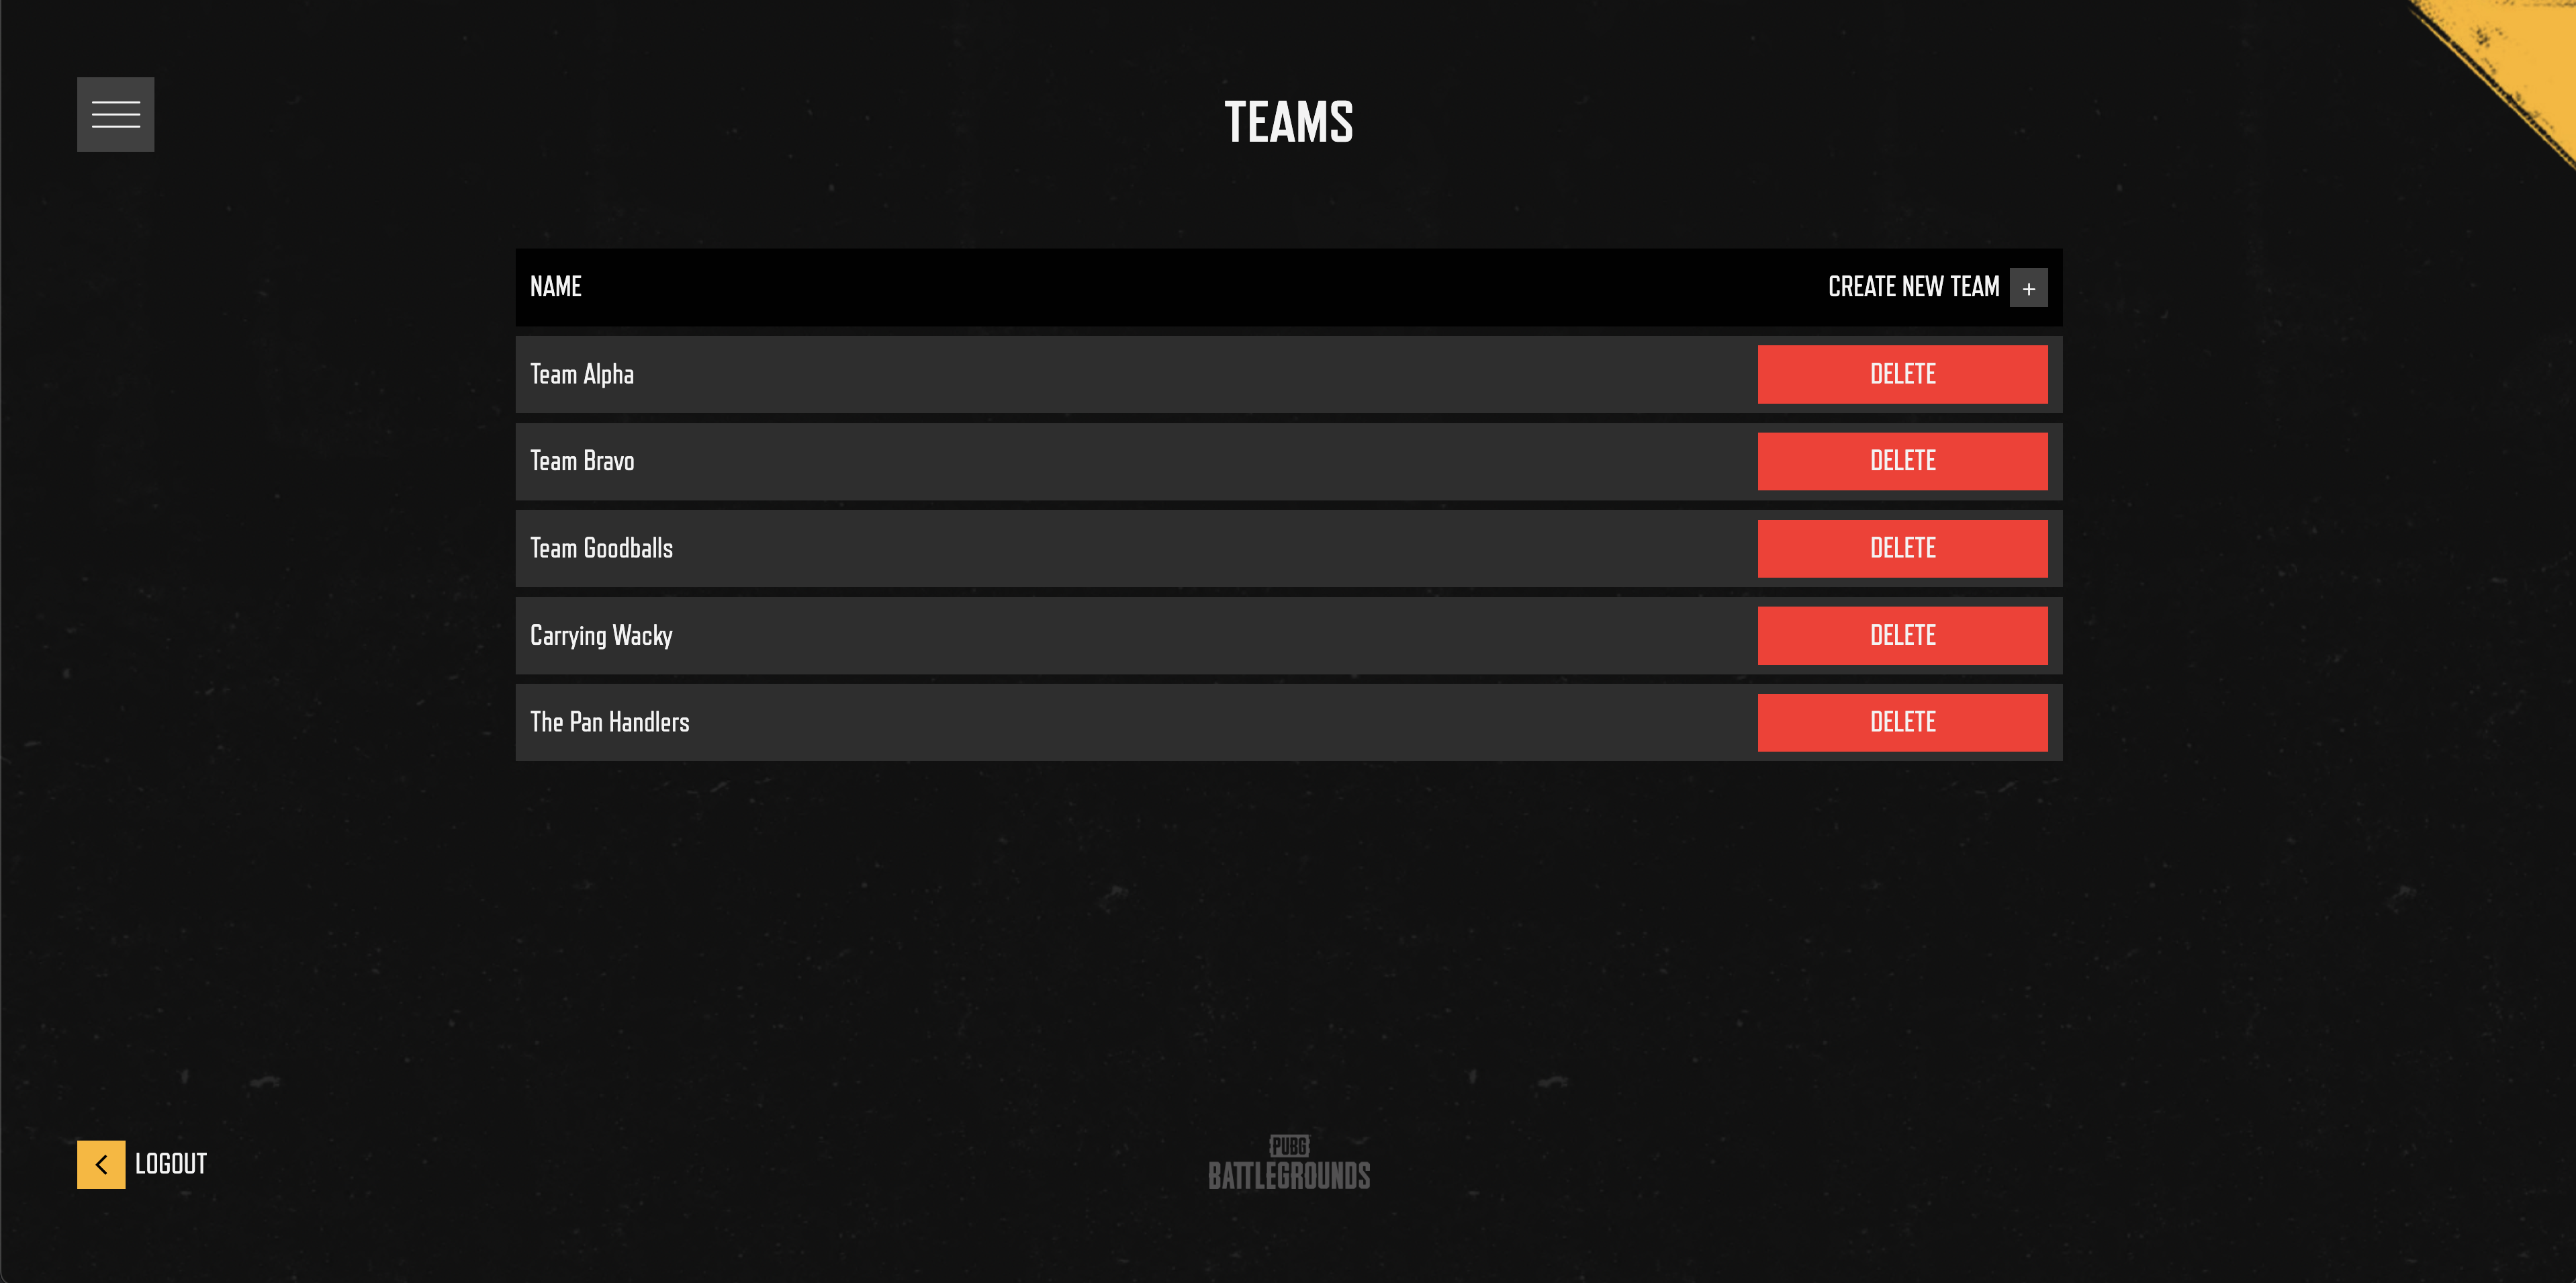 TEAMS
NAME
CREATE NEW TEAM +
Team Alpha
DELETE
Team Bravo
DELETE
Team Goodballs
DELETE
Carrying Wacky
DELETE
The Pan Handlers
DELETE
LOGOUT
PUBG
BATTLEGROUNDS